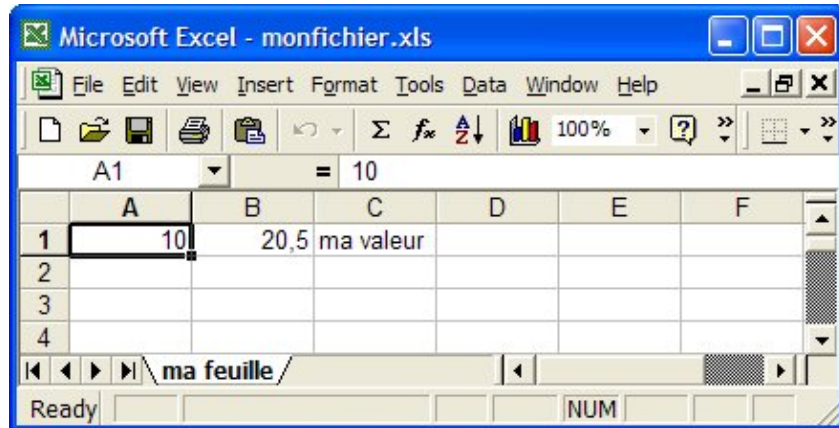 Microsoft Excel - monfichier.xls
File Edit View Insert Format Tools Data Window Help
Σ fx A Z 100% ? »
A1 = 10
A B C D E F
1 10 20,5 ma valeur
2
3
4
ma feuille
Ready NUM